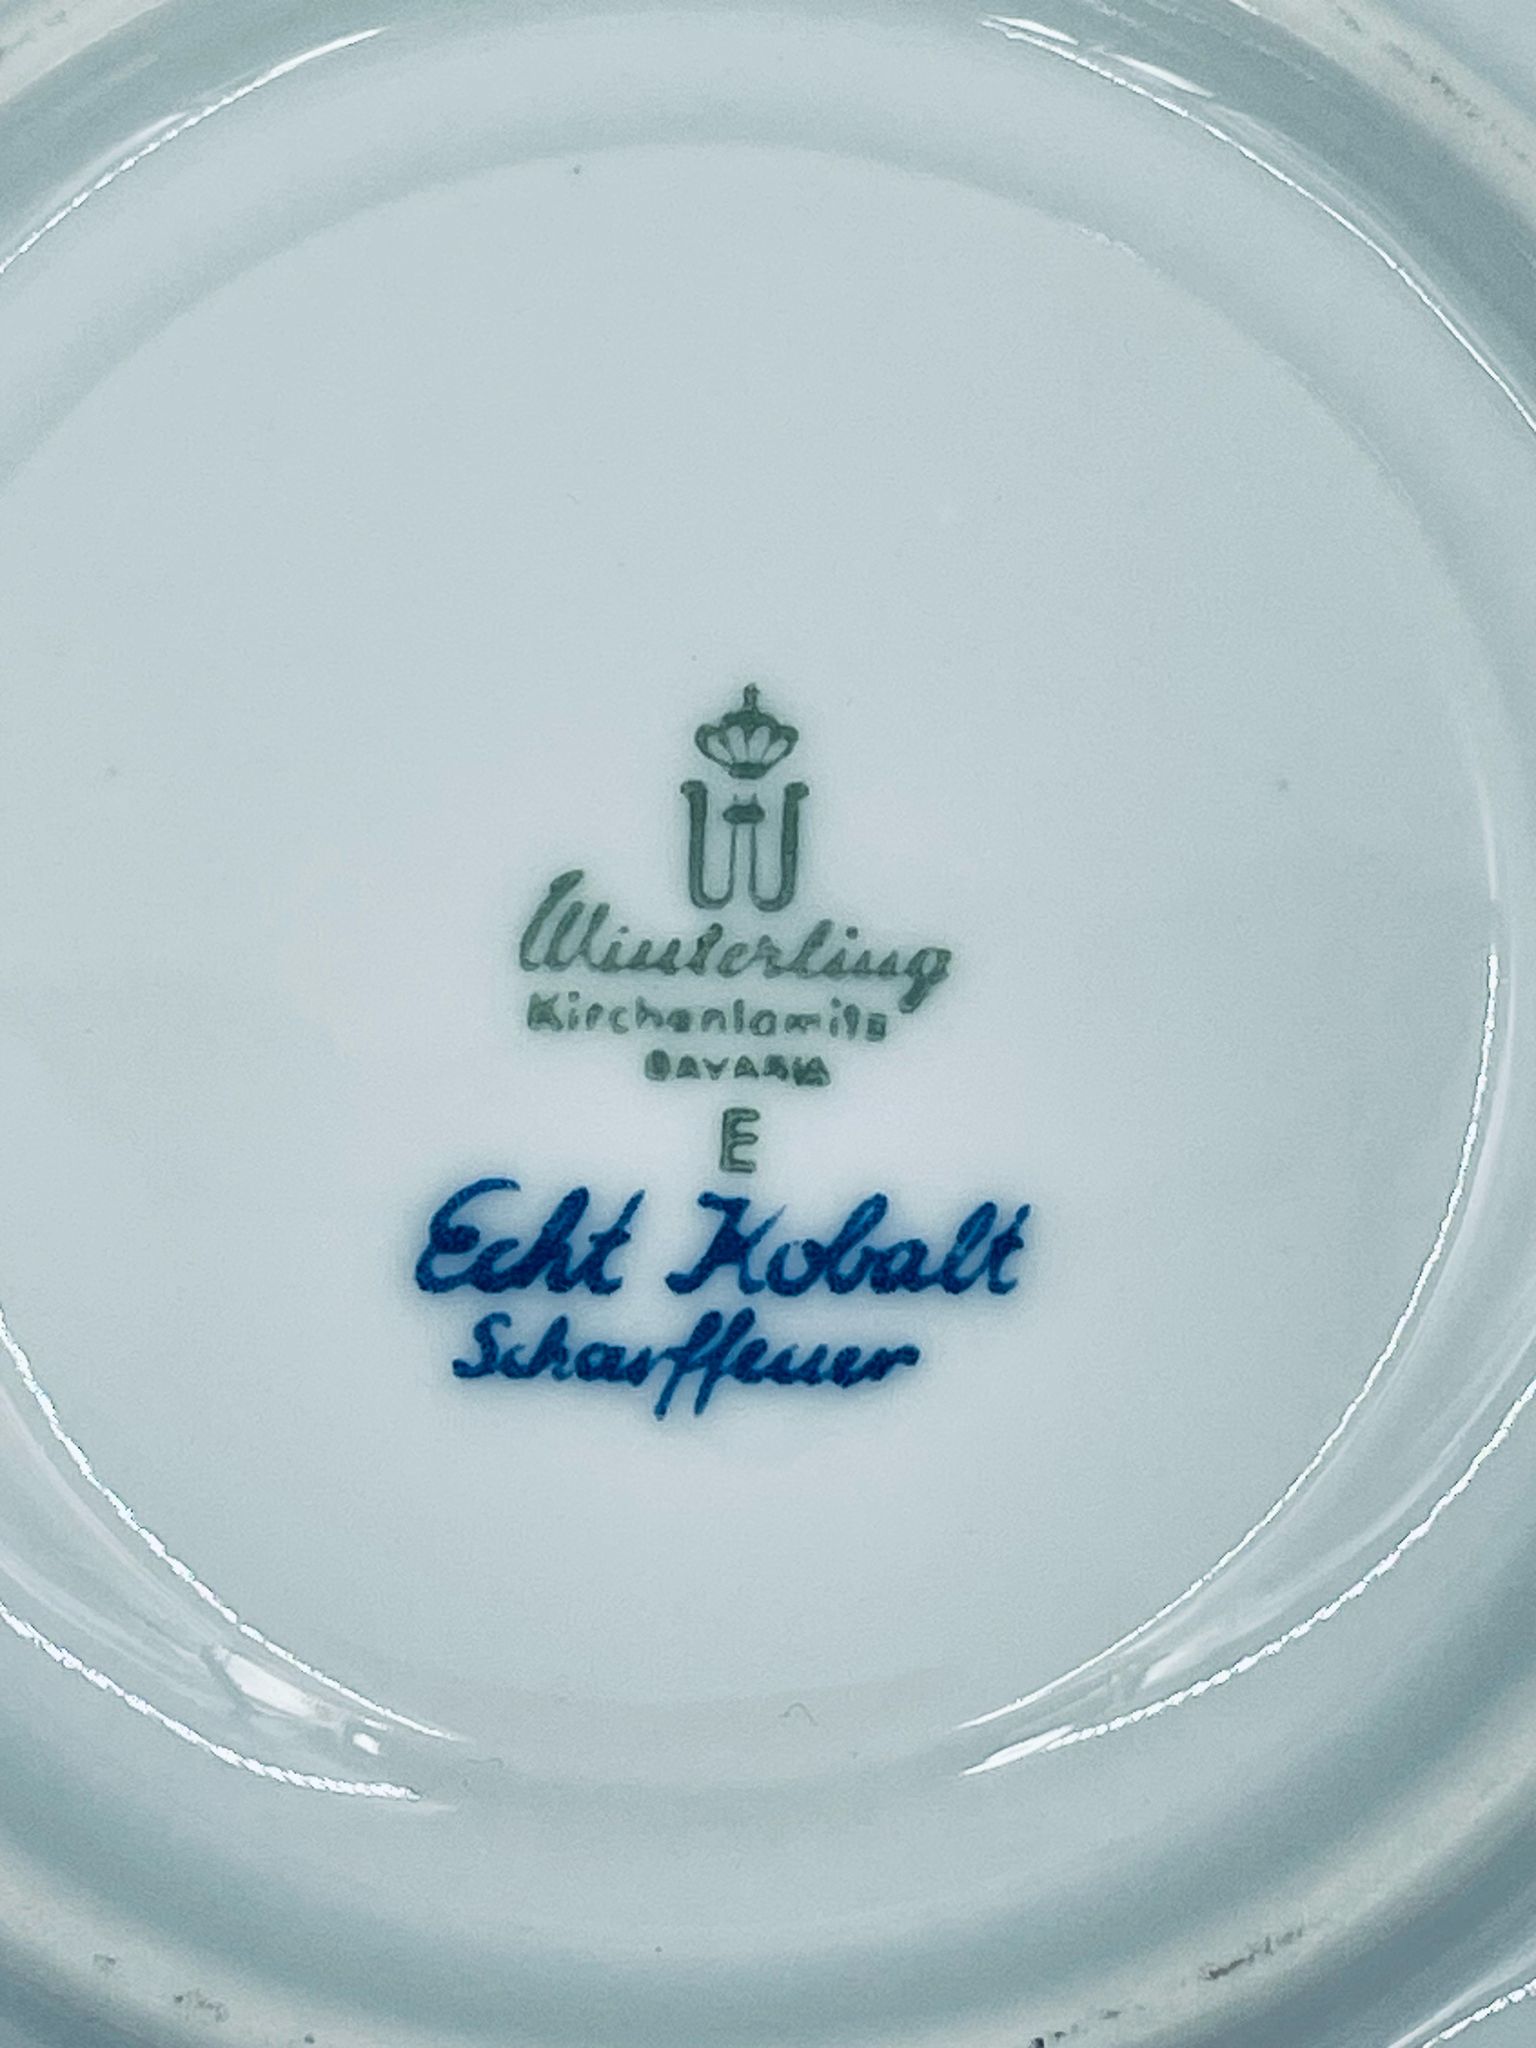 W
Winterling
Kirchenlamitz
BAVARIA
E
Echt Kobalt
Scharffeuer